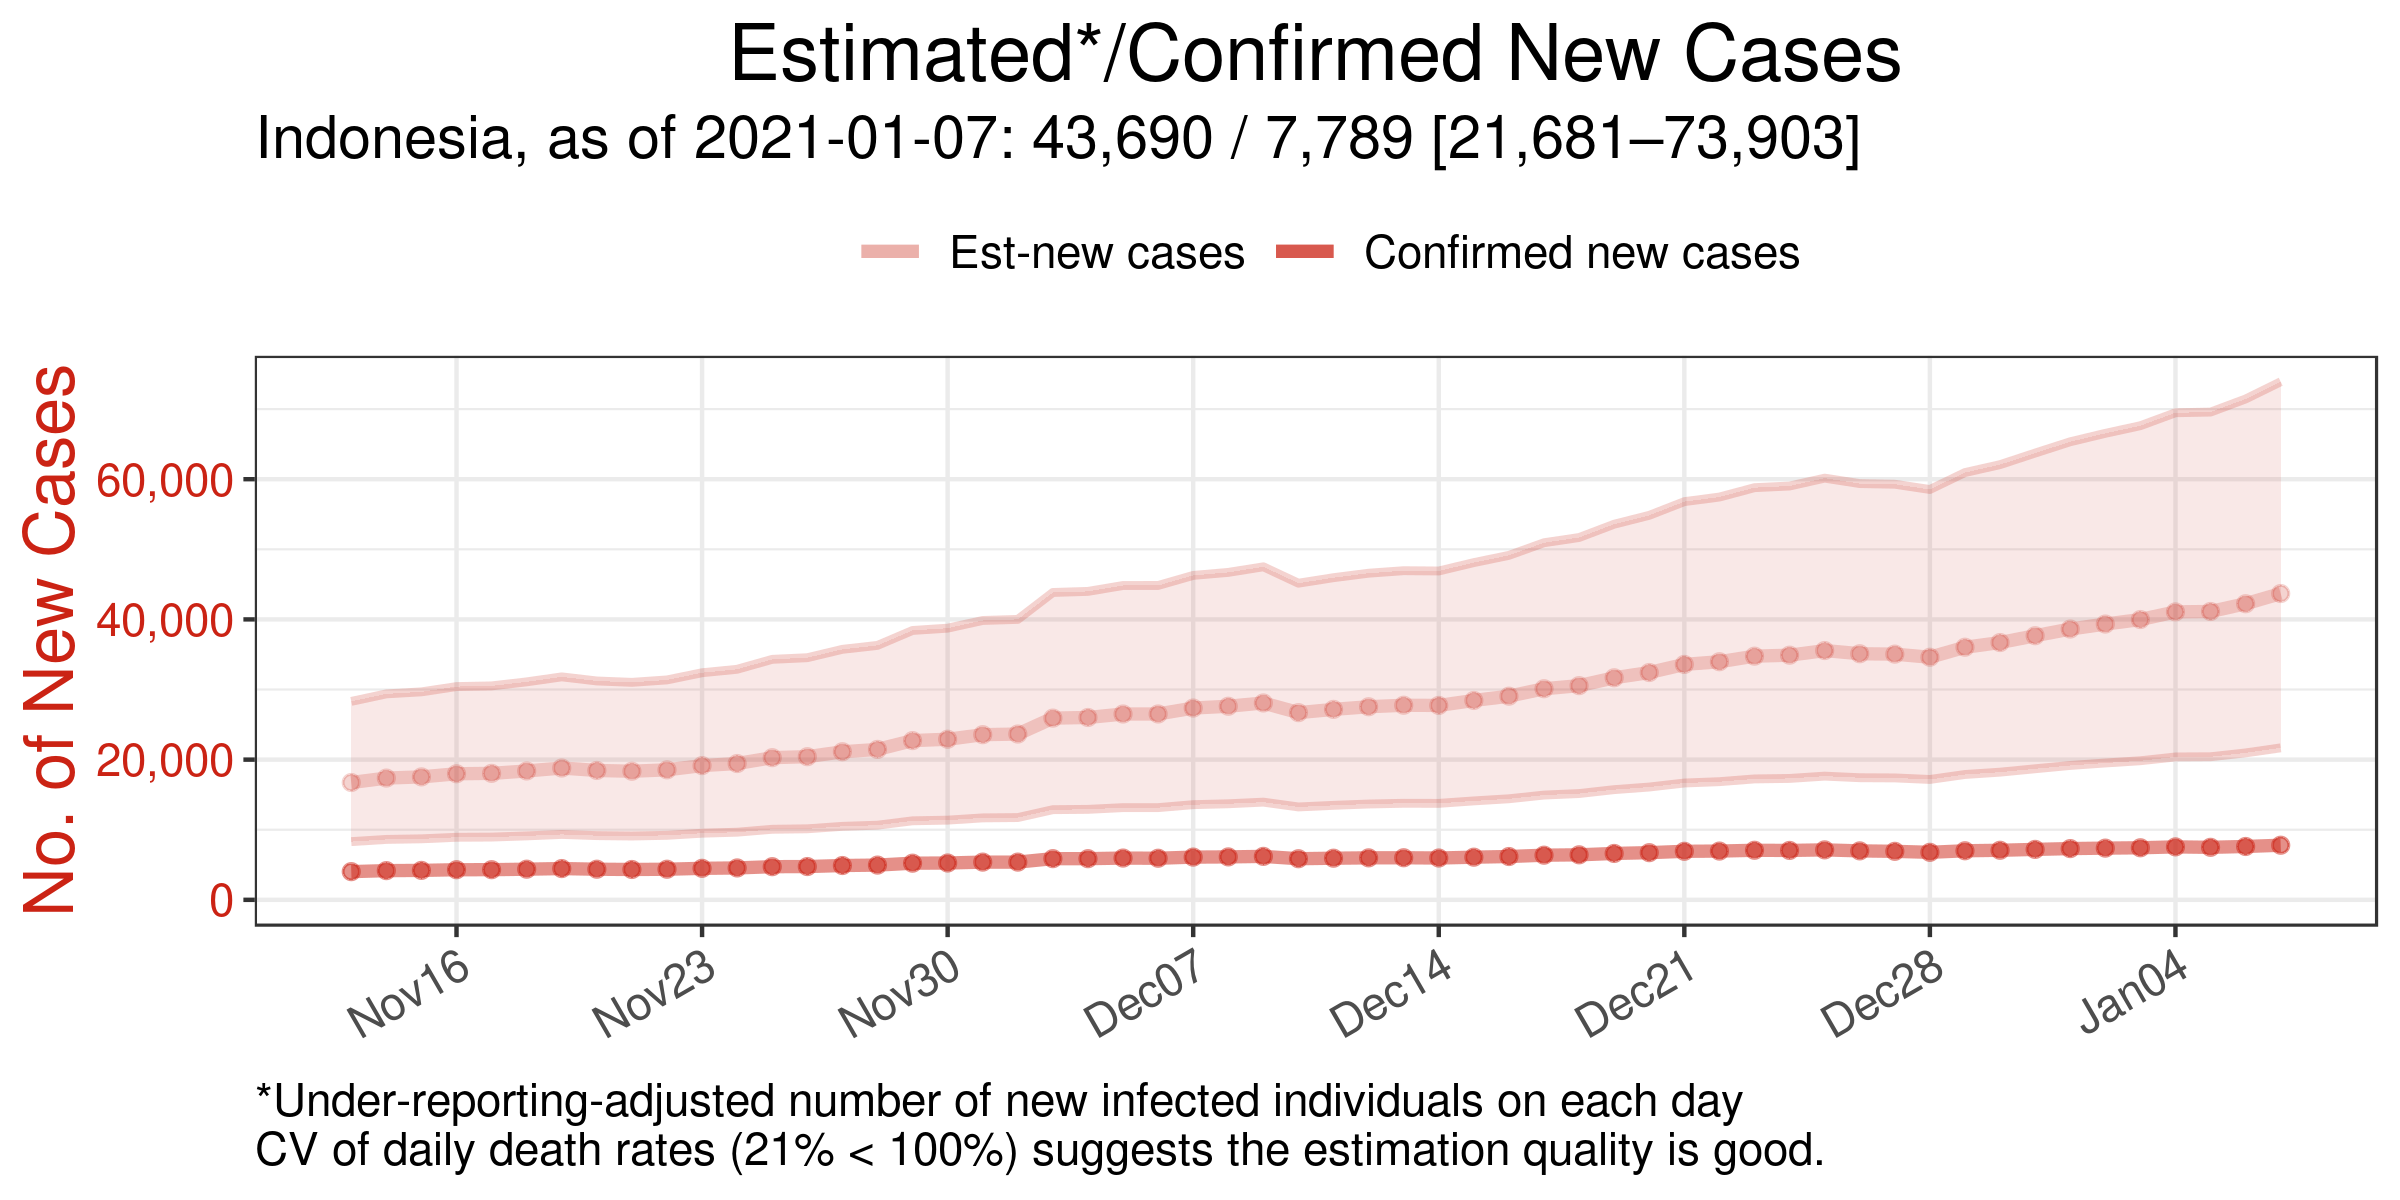 Estimated*/Confirmed New Cases
Indonesia, as of 2021-01-07: 43,690 / 7,789 [21,681–73,903]
Est-new cases
Confirmed new cases
No. of New Cases
60,000
40,000
20,000
0
Nov16
Nov23
Nov30
Dec07
Dec14
Dec21
Dec28
Jan04
*Under-reporting-adjusted number of new infected individuals on each day
CV of daily death rates (21% < 100%) suggests the estimation quality is good.